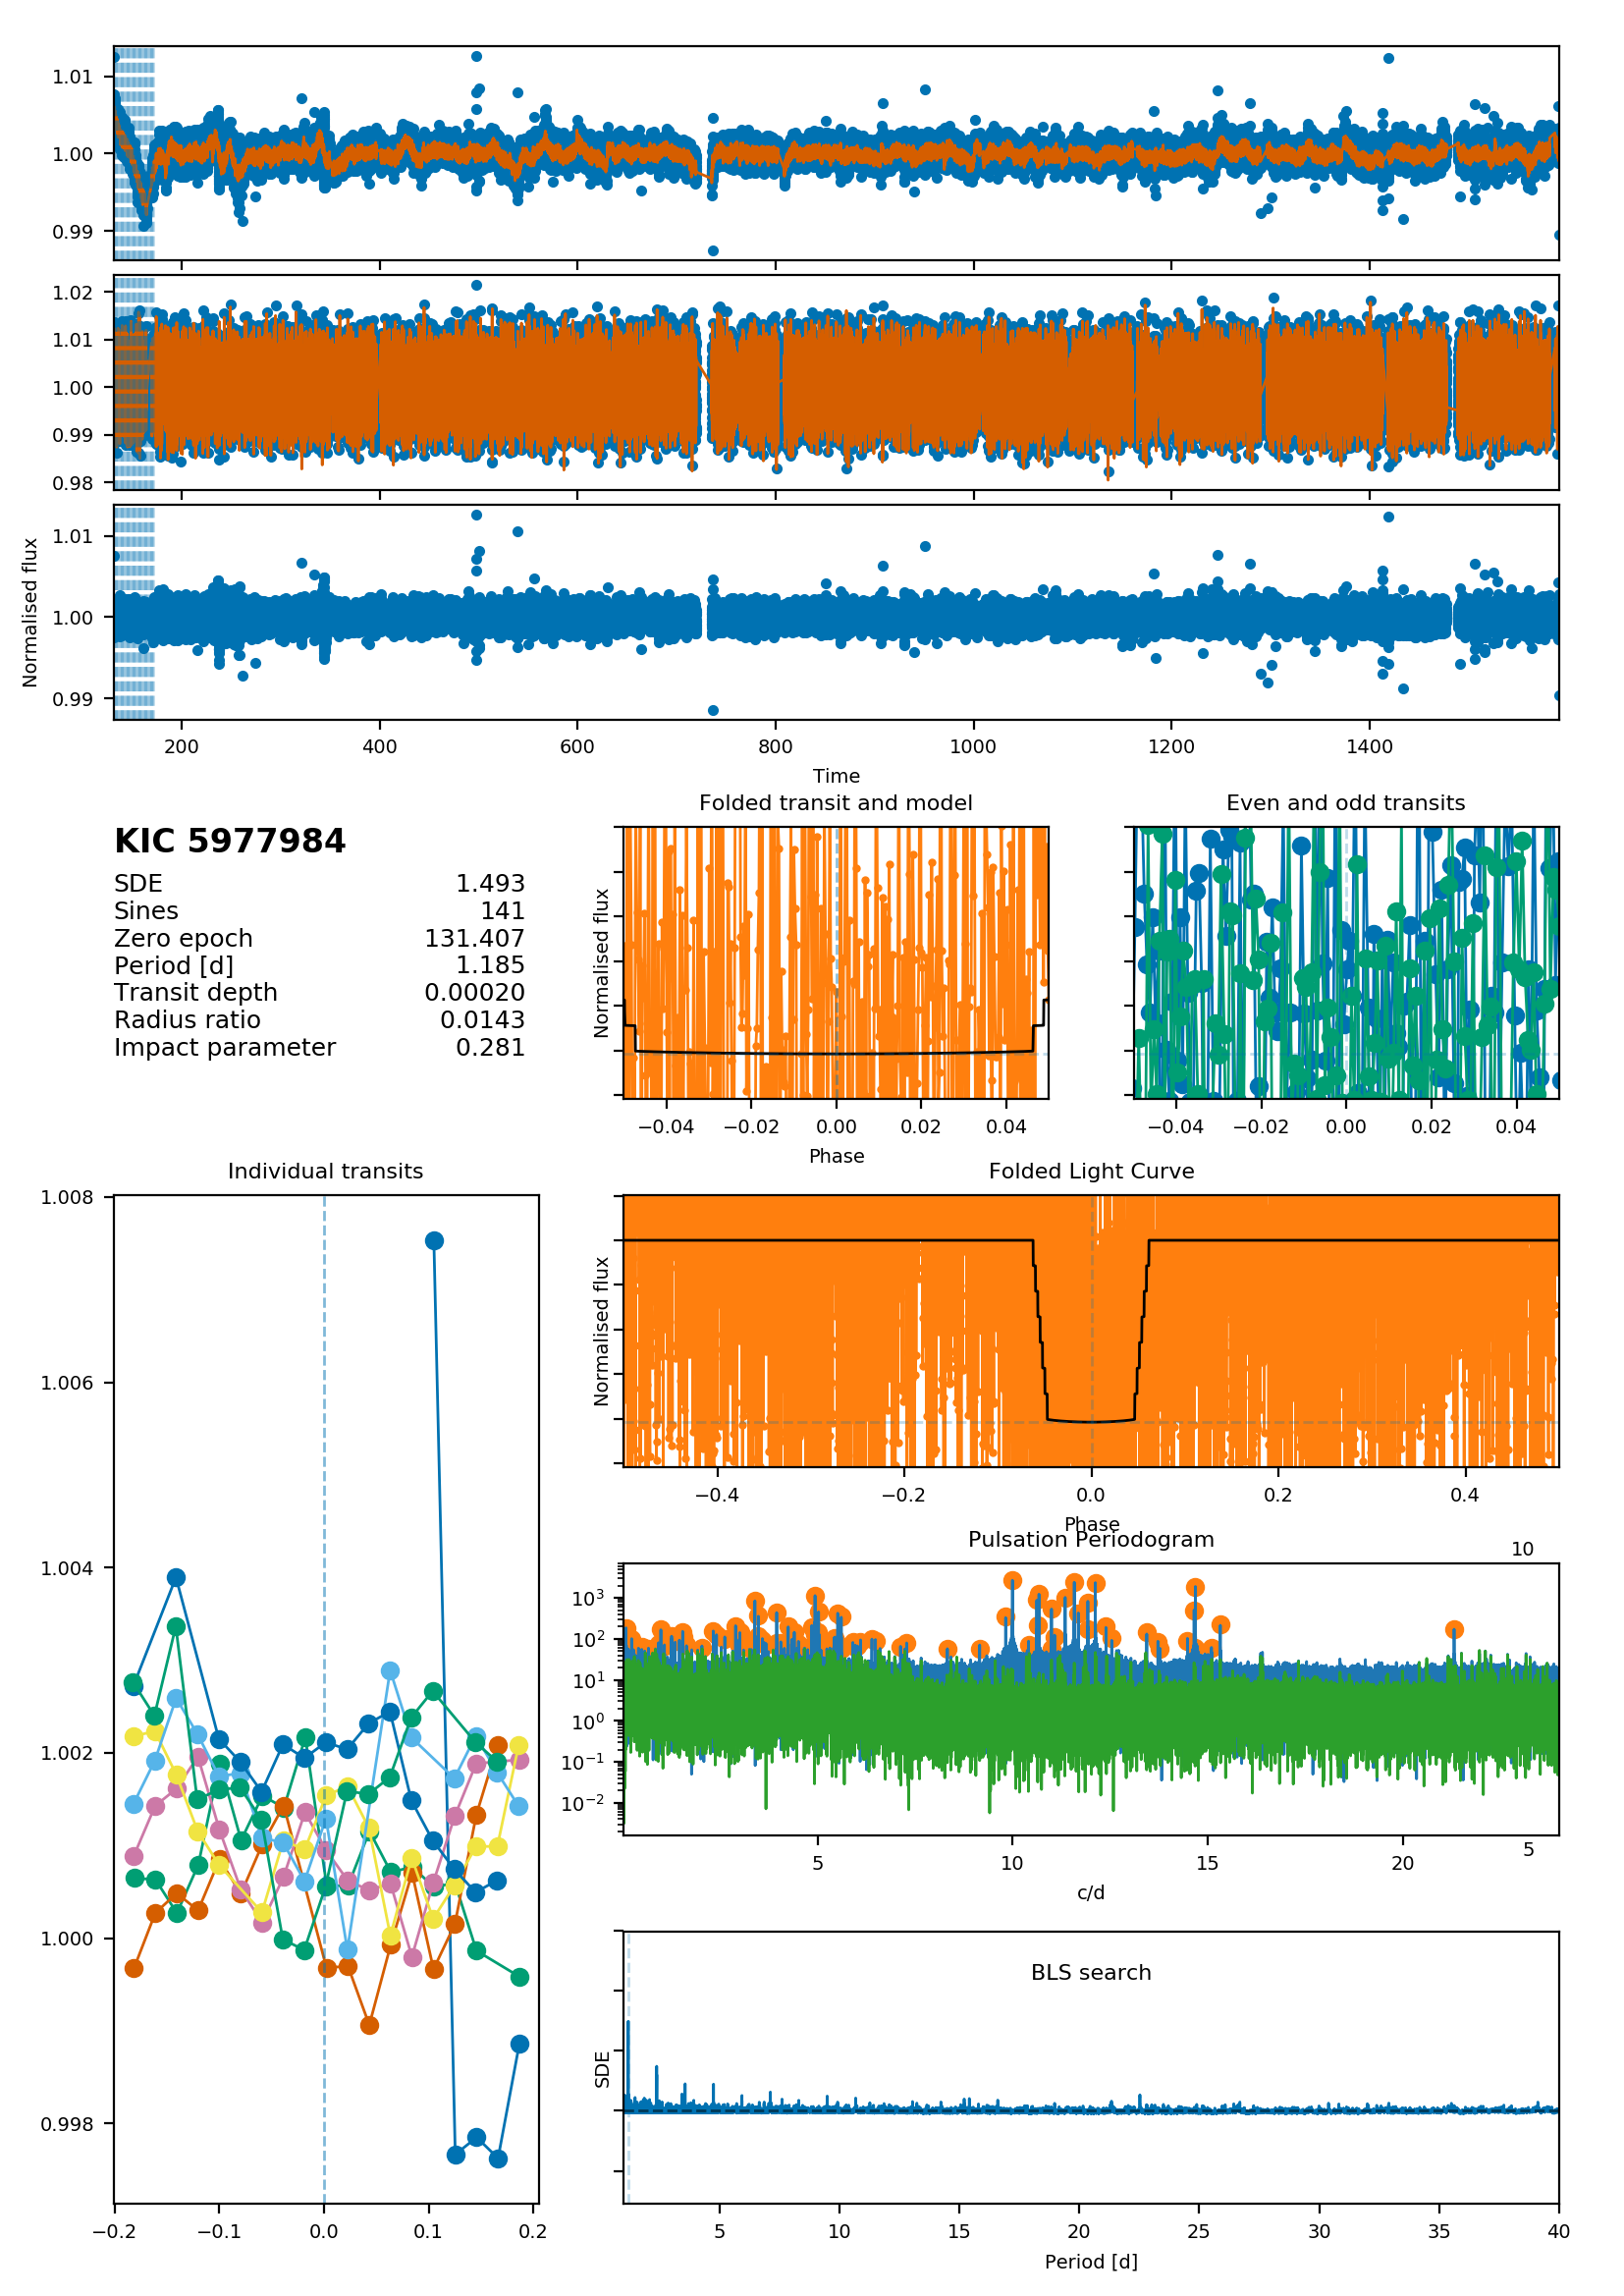 1.01
1.00
0.99
1.02
1.01
1.00
0.99
0.98
1.01
1.00
0.99
Normalised flux
200 400 600 800 1000 1200 1400
Time
KIC 5977984
SDE 1.493
Sines 141
Zero epoch 131.407
Period [d] 1.185
Transit depth 0.00020
Radius ratio 0.0143
Impact parameter 0.281
Folded transit and model
Normalised flux
−0.04 −0.02 0.00 0.02 0.04
Phase
Even and odd transits
−0.04 −0.02 0.00 0.02 0.04
Individual transits
1.008
1.006
1.004
1.002
1.000
0.998
−0.2 −0.1 0.0 0.1 0.2
Folded Light Curve
Normalised flux
−0.4 −0.2 0.0 0.2 0.4
Phase
Pulsation Periodogram
10
10³
10²
10¹
10⁰
10⁻¹
10⁻²
5 10 15 20
5
c/d
BLS search
SDE
5 10 15 20 25 30 35 40
Period [d]